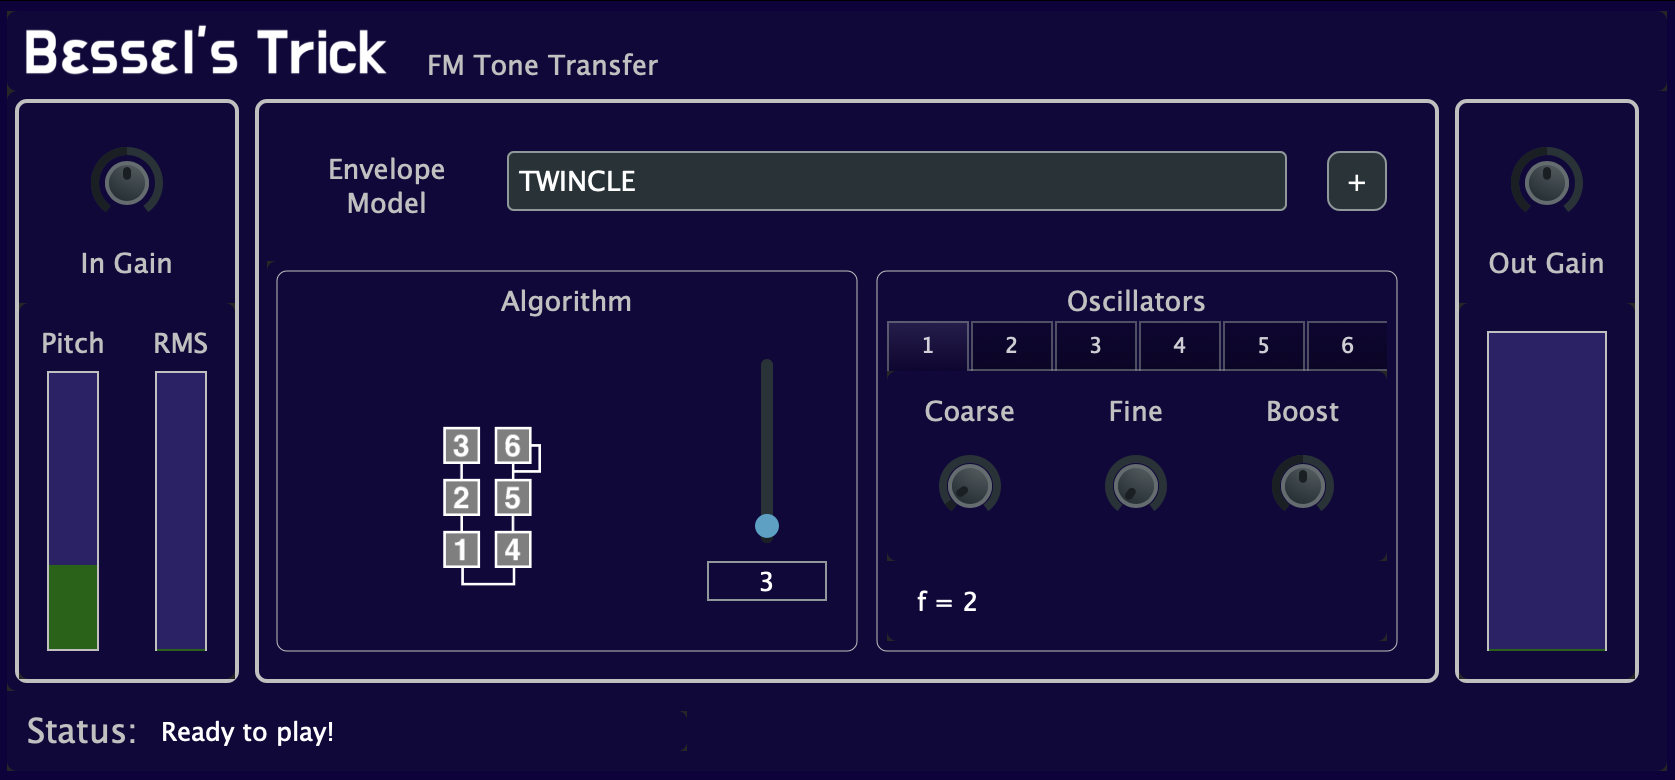 Bεssεl's Trick FM Tone Transfer
In Gain
Pitch RMS
Envelope
Model
TWINCLE
+
Algorithm
3 6
2 5
1 4
3
Oscillators
1 2 3 4 5 6
Coarse Fine Boost
f = 2
Out Gain
Status: Ready to play!